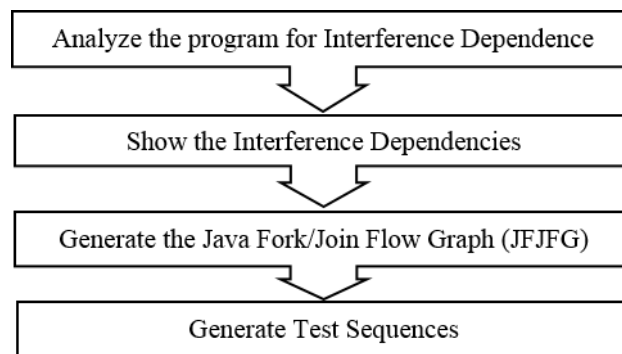 Analyze the program for Interference Dependence
Show the Interference Dependencies
Generate the Java Fork/Join Flow Graph (JFJFG)
Generate Test Sequences